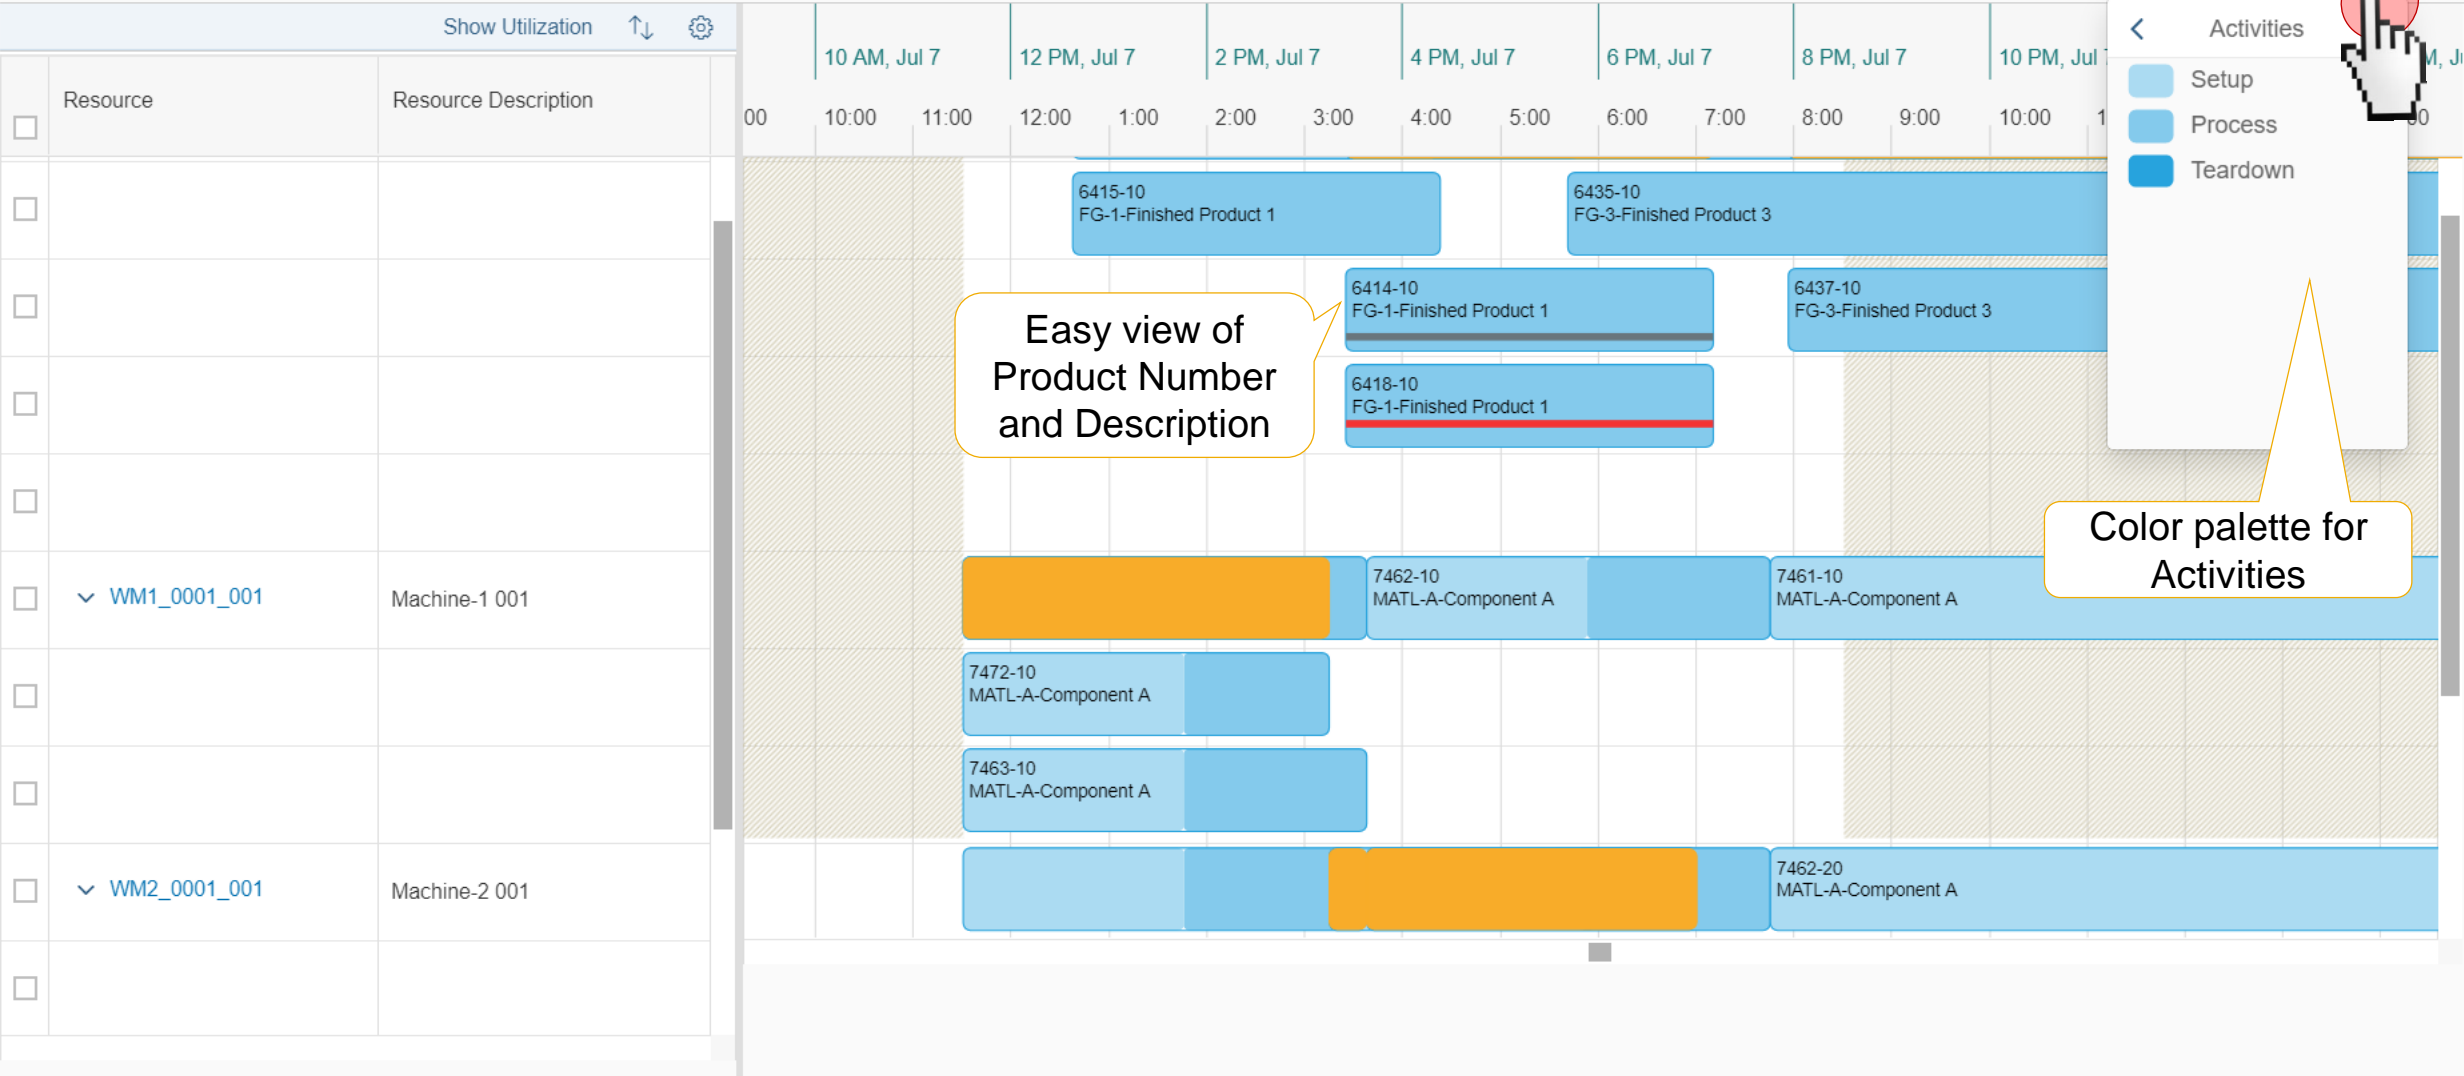 Show Utilization
Resource
Resource Description
10 AM, Jul 7
12 PM, Jul 7
2 PM, Jul 7
4 PM, Jul 7
6 PM, Jul 7
8 PM, Jul 7
10 PM, Jul
00
10:00
11:00
12:00
1:00
2:00
3:00
4:00
5:00
6:00
7:00
8:00
9:00
10:00
Activities
Setup
Process
Teardown
6415-10
FG-1-Finished Product 1
6435-10
FG-3-Finished Product 3
6414-10
FG-1-Finished Product 1
6437-10
FG-3-Finished Product 3
6418-10
FG-1-Finished Product 1
Easy view of
Product Number
and Description
Color palette for
Activities
WM1_0001_001
Machine-1 001
7462-10
MATL-A-Component A
7461-10
MATL-A-Component A
7472-10
MATL-A-Component A
7463-10
MATL-A-Component A
WM2_0001_001
Machine-2 001
7462-20
MATL-A-Component A